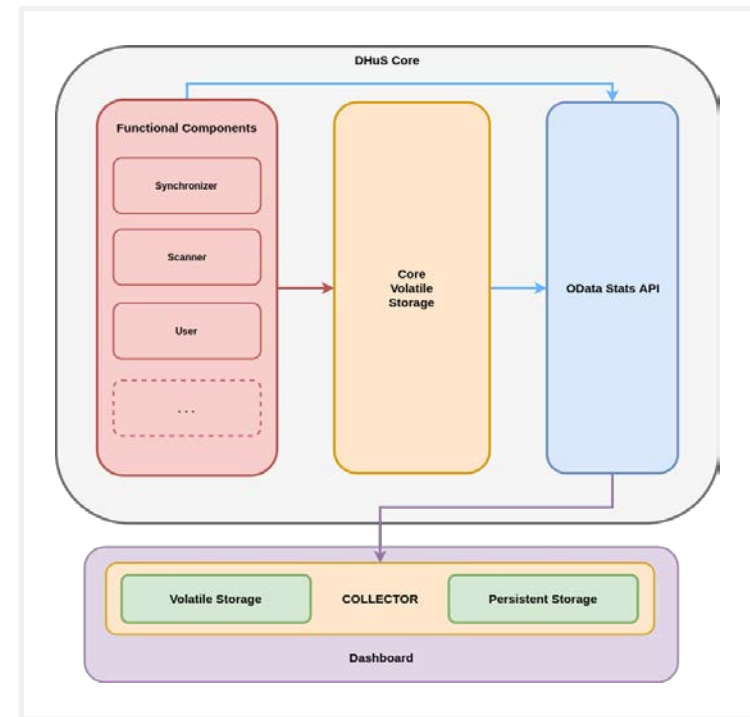 DHuS Core
Functional Components
Synchronizer
Scanner
User
...
Core
Volatile
Storage
OData Stats API
Volatile Storage
COLLECTOR
Persistent Storage
Dashboard